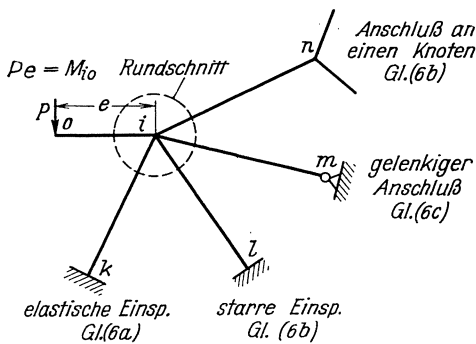 Anschluß an
einen Knoten
Gl.(6b)
n
Pe = Mio
Rundschnitt
P
e
o
i
m
gelenkiger
Anschluß
Gl.(6c)
k
l
elastische Einsp.
Gl.(6a)
starre Einsp.
Gl. (6b)